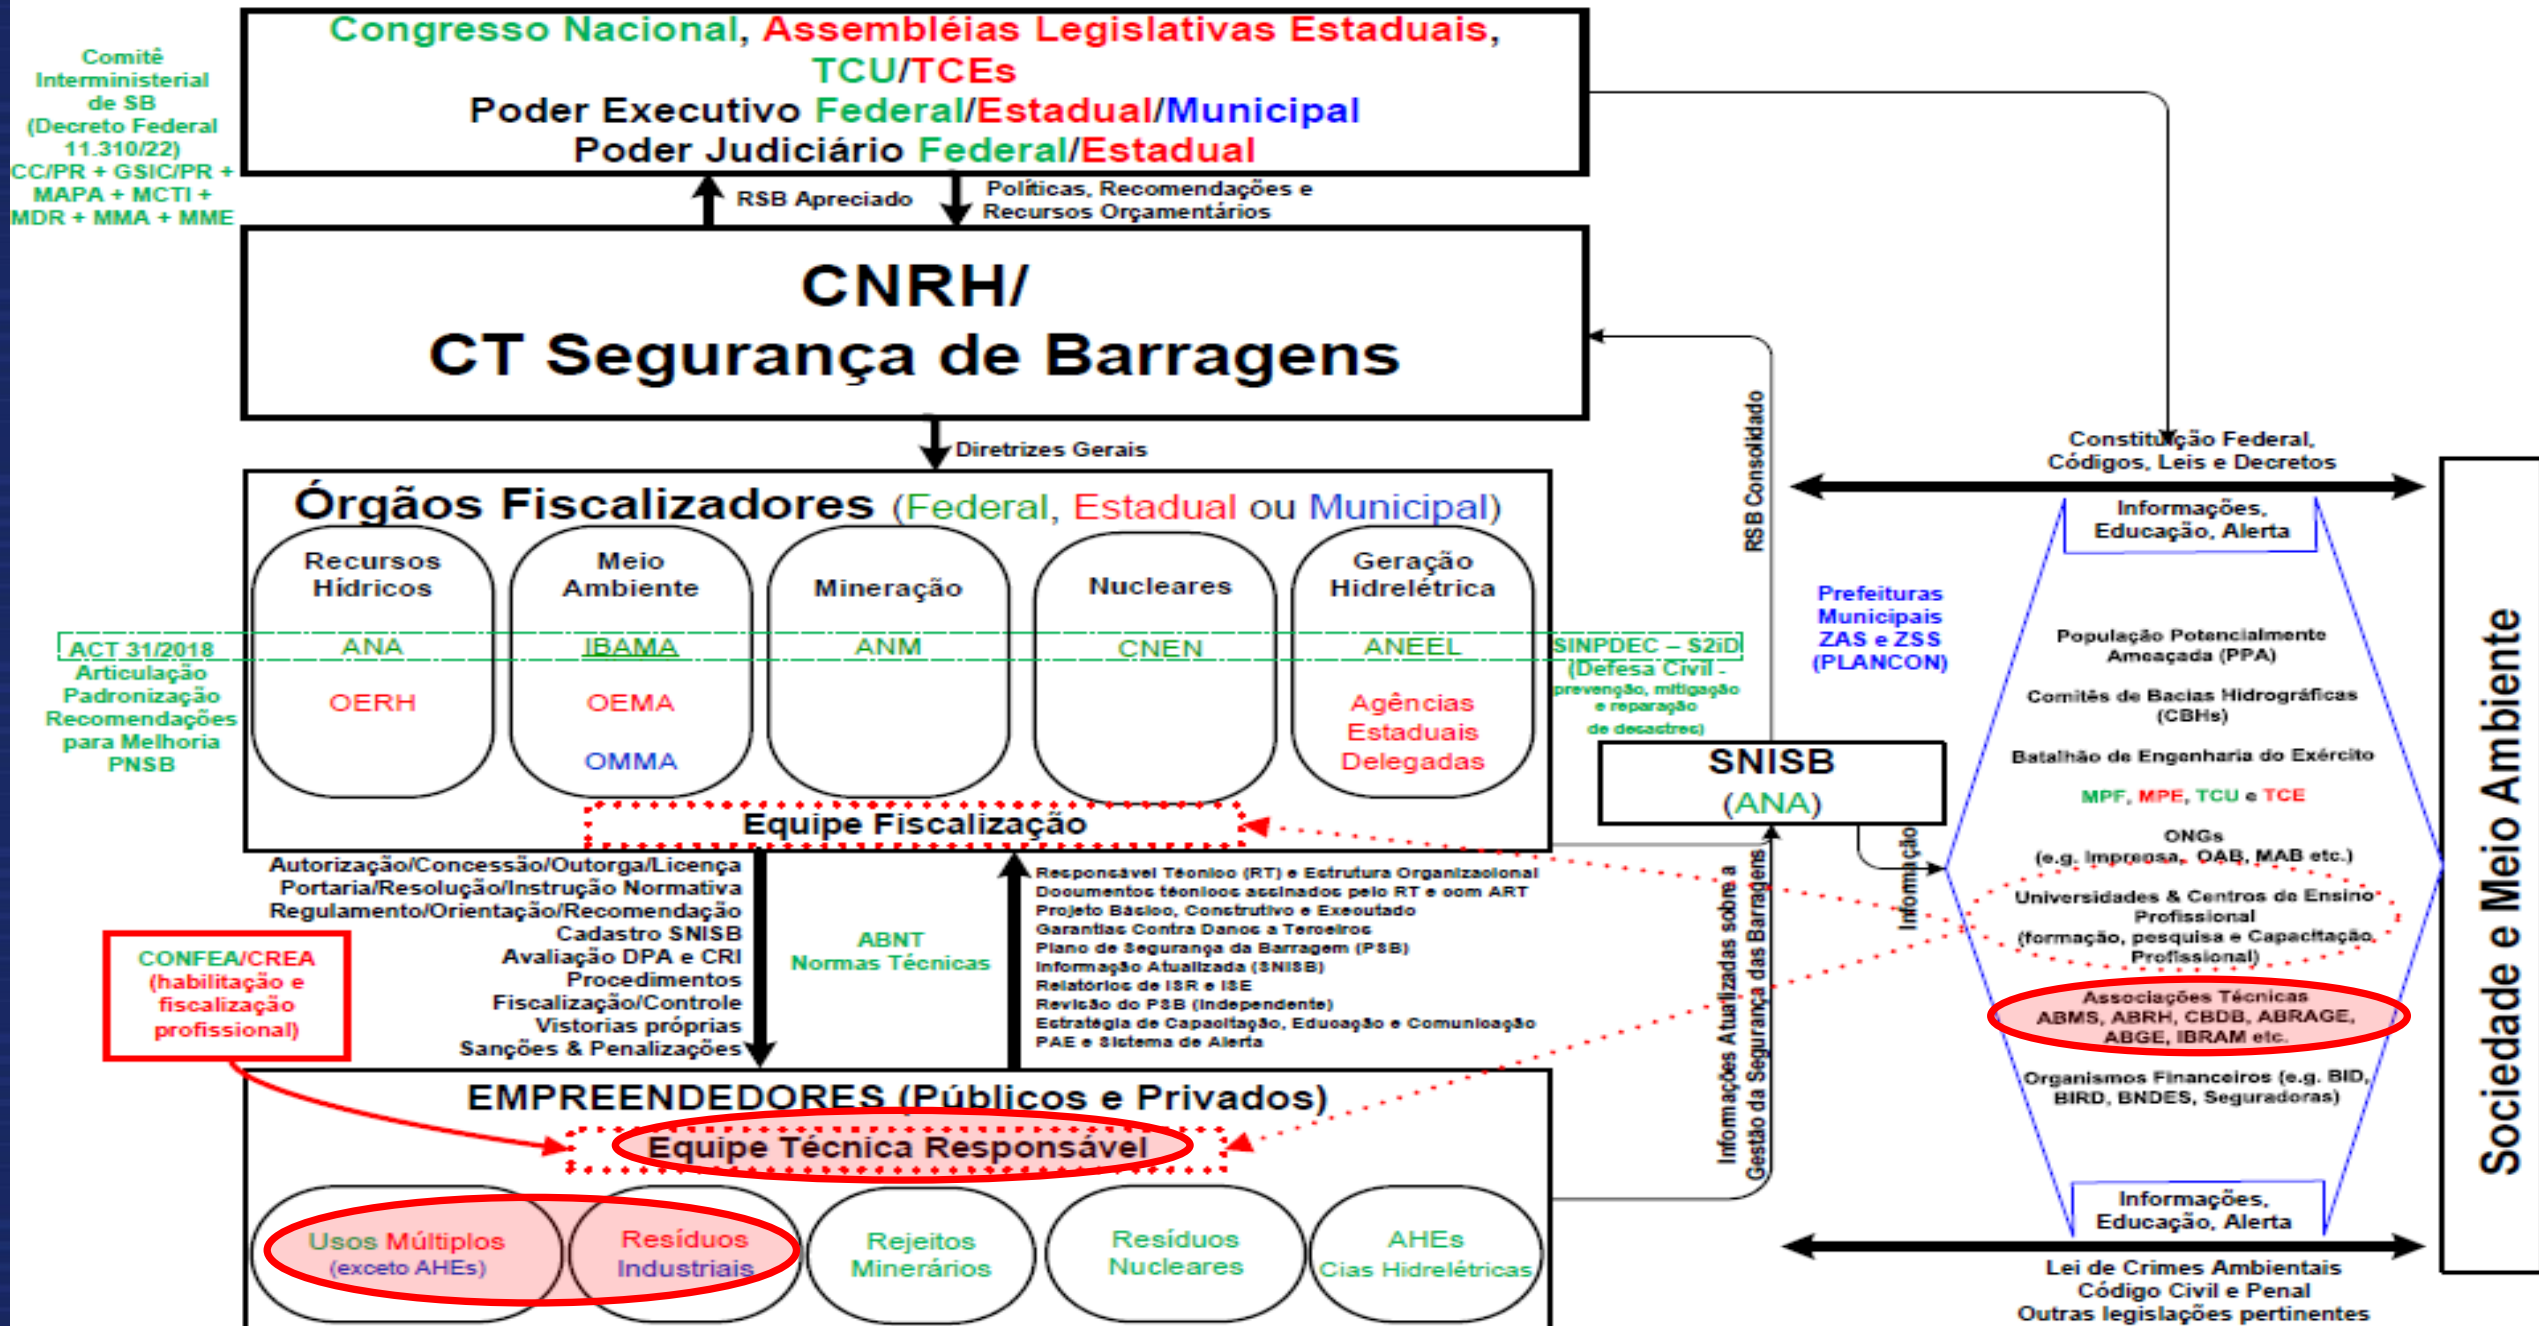 Congresso Nacional, Assembléias Legislativas Estaduais,
TCU/TCEs
Poder Executivo Federal/Estadual/Municipal
Poder Judiciário Federal/Estadual
Comitê
Interministerial
de SB
(Decreto Federal
11.310/22)
CC/PR + GSIC/PR +
MAPA + MCTI +
MDR + MMA + MME
RSB Apreciado
Políticas, Recomendações e
Recursos Orçamentários
CNRH/
CT Segurança de Barragens
Diretrizes Gerais
Órgãos Fiscalizadores (Federal, Estadual ou Municipal)
Recursos
Hídricos
ANA
OERH
Meio
Ambiente
IBAMA
OEMA
OMMA
Mineração
ANM
Nucleares
CNEN
Geração
Hidrelétrica
ANEEL
Agências
Estaduais
Delegadas
ACT 31/2018
Articulação
Padronização
Recomendações
para Melhoria
PNSB
SINPDEC – S2iD
(Defesa Civil -
prevenção, mitigação
e reparação
de desastres)
Equipe Fiscalização
Autorização/Concessão/Outorga/Licença
Portaria/Resolução/Instrução Normativa
Regulamento/Orientação/Recomendação
Cadastro SNISB
Avaliação DPA e CRI
Procedimentos
Fiscalização/Controle
Vistorias próprias
Sanções & Penalizações
ABNT
Normas Técnicas
Responsável Técnico (RT) e Estrutura Organizacional
Documentos técnicos assinados pelo RT e com ART
Projeto Básico, Construtivo e Executado
Garantias Contra Danos a Terceiros
Plano de Segurança da Barragem (PSB)
Informação Atualizada (SNISB)
Relatórios de ISR e ISE
Revisão do PSB (Independente)
Estratégia de Capacitação, Educação e Comunicação
PAE e Sistema de Alerta
CONFEA/CREA
(habilitação e
fiscalização
profissional)
EMPREENDEDORES (Públicos e Privados)
Equipe Técnica Responsável
Usos Múltiplos
(exceto AHEs)
Resíduos
Industriais
Rejeitos
Minerários
Resíduos
Nucleares
AHEs
Cias Hidrelétricas
RSB Consolidado
SNISB
(ANA)
Informações Atualizadas sobre a
Gestão da Segurança das Barragens
Informação
Prefeituras
Municipais
ZAS e ZSS
(PLANCON)
Constituição Federal,
Códigos, Leis e Decretos
Informações,
Educação, Alerta
População Potencialmente
Ameaçada (PPA)
Comitês de Bacias Hidrográficas
(CBHs)
Batalhão de Engenharia do Exército
MPF, MPE, TCU e TCE
ONGs
(e.g. Imprensa, OAB, MAB etc.)
Universidades & Centros de Ensino
Profissional
(formação, pesquisa e Capacitação
Profissional)
Associações Técnicas
ABMS, ABRH, CBDB, ABRAGE,
ABGE, IBRAM etc.
Organismos Financeiros (e.g. BID,
BIRD, BNDES, Seguradoras)
Informações,
Educação, Alerta
Lei de Crimes Ambientais
Código Civil e Penal
Outras legislações pertinentes
Sociedade e Meio Ambiente